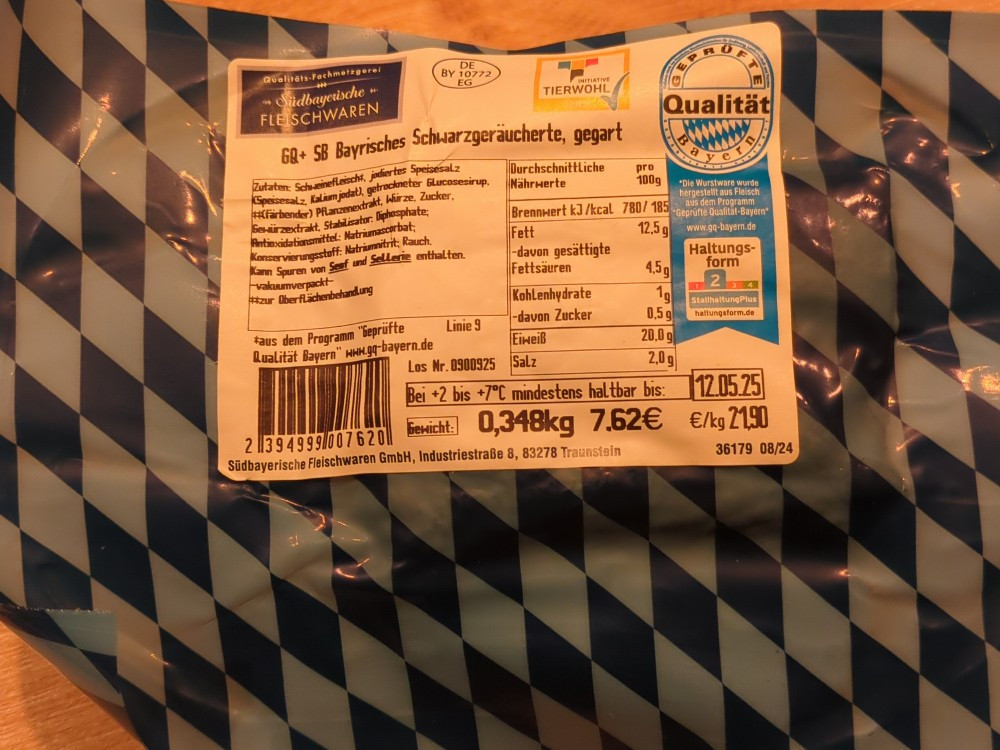 Qualitäts-Fachmetzgerei
Südbayerische
FLEISCHWAREN
DE
BY 10772
EG
INITIATIVE
TIERWOHL
GEPRÜFTE
Qualität
Bayern
GQ+ SB Bayrisches Schwarzgeräucherte, gegart
Zutaten: Schweinefleisch+, jodiertes Speisesalz
(Speisesalz, Kaliumjodat), getrockneter Glucosesirup,
++(färbender) Pflanzenextrakt, Würze, Zucker,
Gewürzextrakt, Stabilisator: Diphosphate;
Antioxidationsmittel: Natriumascorbat;
Konservierungsstoff: Natriumnitrit; Rauch.
Kann Spuren von Senf und Sellerie enthalten.
-vakuumverpackt-
++zur Oberflächenbehandlung
+aus dem Programm "Geprüfte
Qualität Bayern" www.gq-bayern.de
Linie 9
Durchschnittliche pro
Nährwerte 100g
Brennwert kJ/kcal 780/ 185
Fett 12,5g
-davon gesättigte
Fettsäuren 4,5g
Kohlenhydrate 1g
-davon Zucker 0,5g
Eiweiß 20,0g
Salz 2,0g
"Die Wurstware wurde
hergestellt aus Fleisch
aus dem Programm
"Geprüfte Qualität-Bayern"
www.gq-bayern.de
Haltungs-
form
1 2 3 4
StallhaltungPlus
haltungsform.de
Los Nr. 0900925
Bei +2 bis +7°C mindestens haltbar bis: 12.05.25
Gewicht: 0,348kg 7.62€ €/kg 21,90
2 394999 007620
Südbayerische Fleischwaren GmbH, Industriestraße 8, 83278 Traunstein
36179 08/24